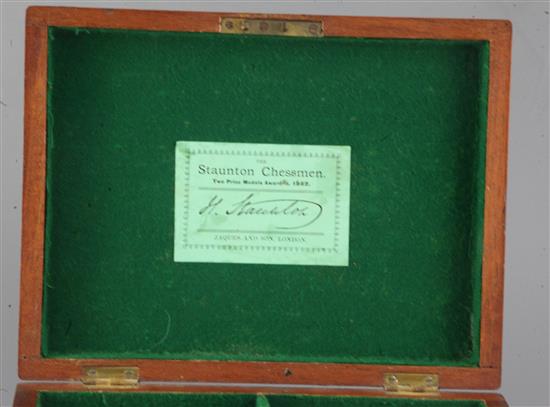 THE
Staunton Chessmen.
Two Prize Medals Awarded, 1862.
H. Staunton
JAQUES AND SON, LONDON.